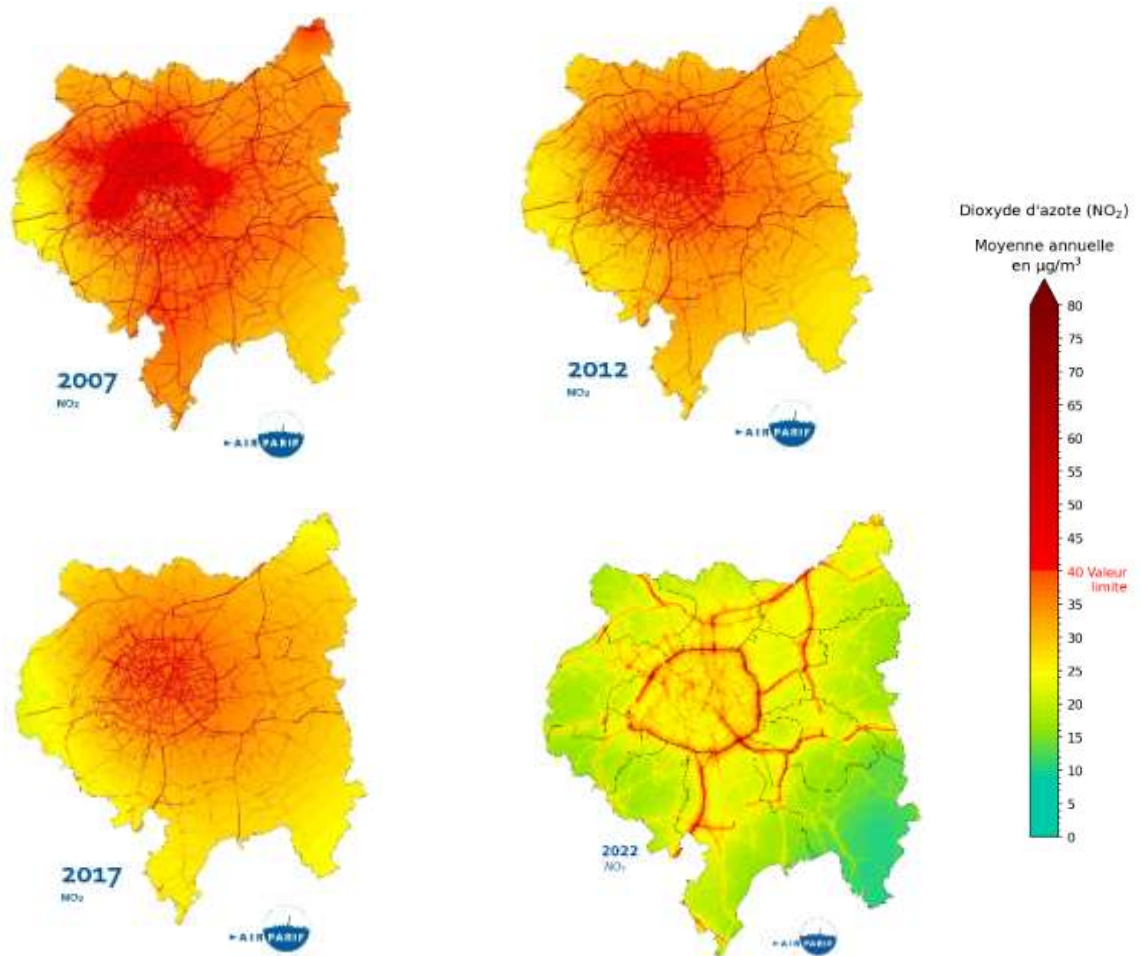 2007
NO₂
AIRPARIF
2012
NO₂
AIRPARIF
Dioxyde d'azote (NO₂)
Moyenne annuelle
en µg/m³
80
75
70
65
60
55
50
45
40 Valeur
limite
35
30
25
20
15
10
5
0
2017
NO₂
AIRPARIF
2022
NO₂
AIRPARIF